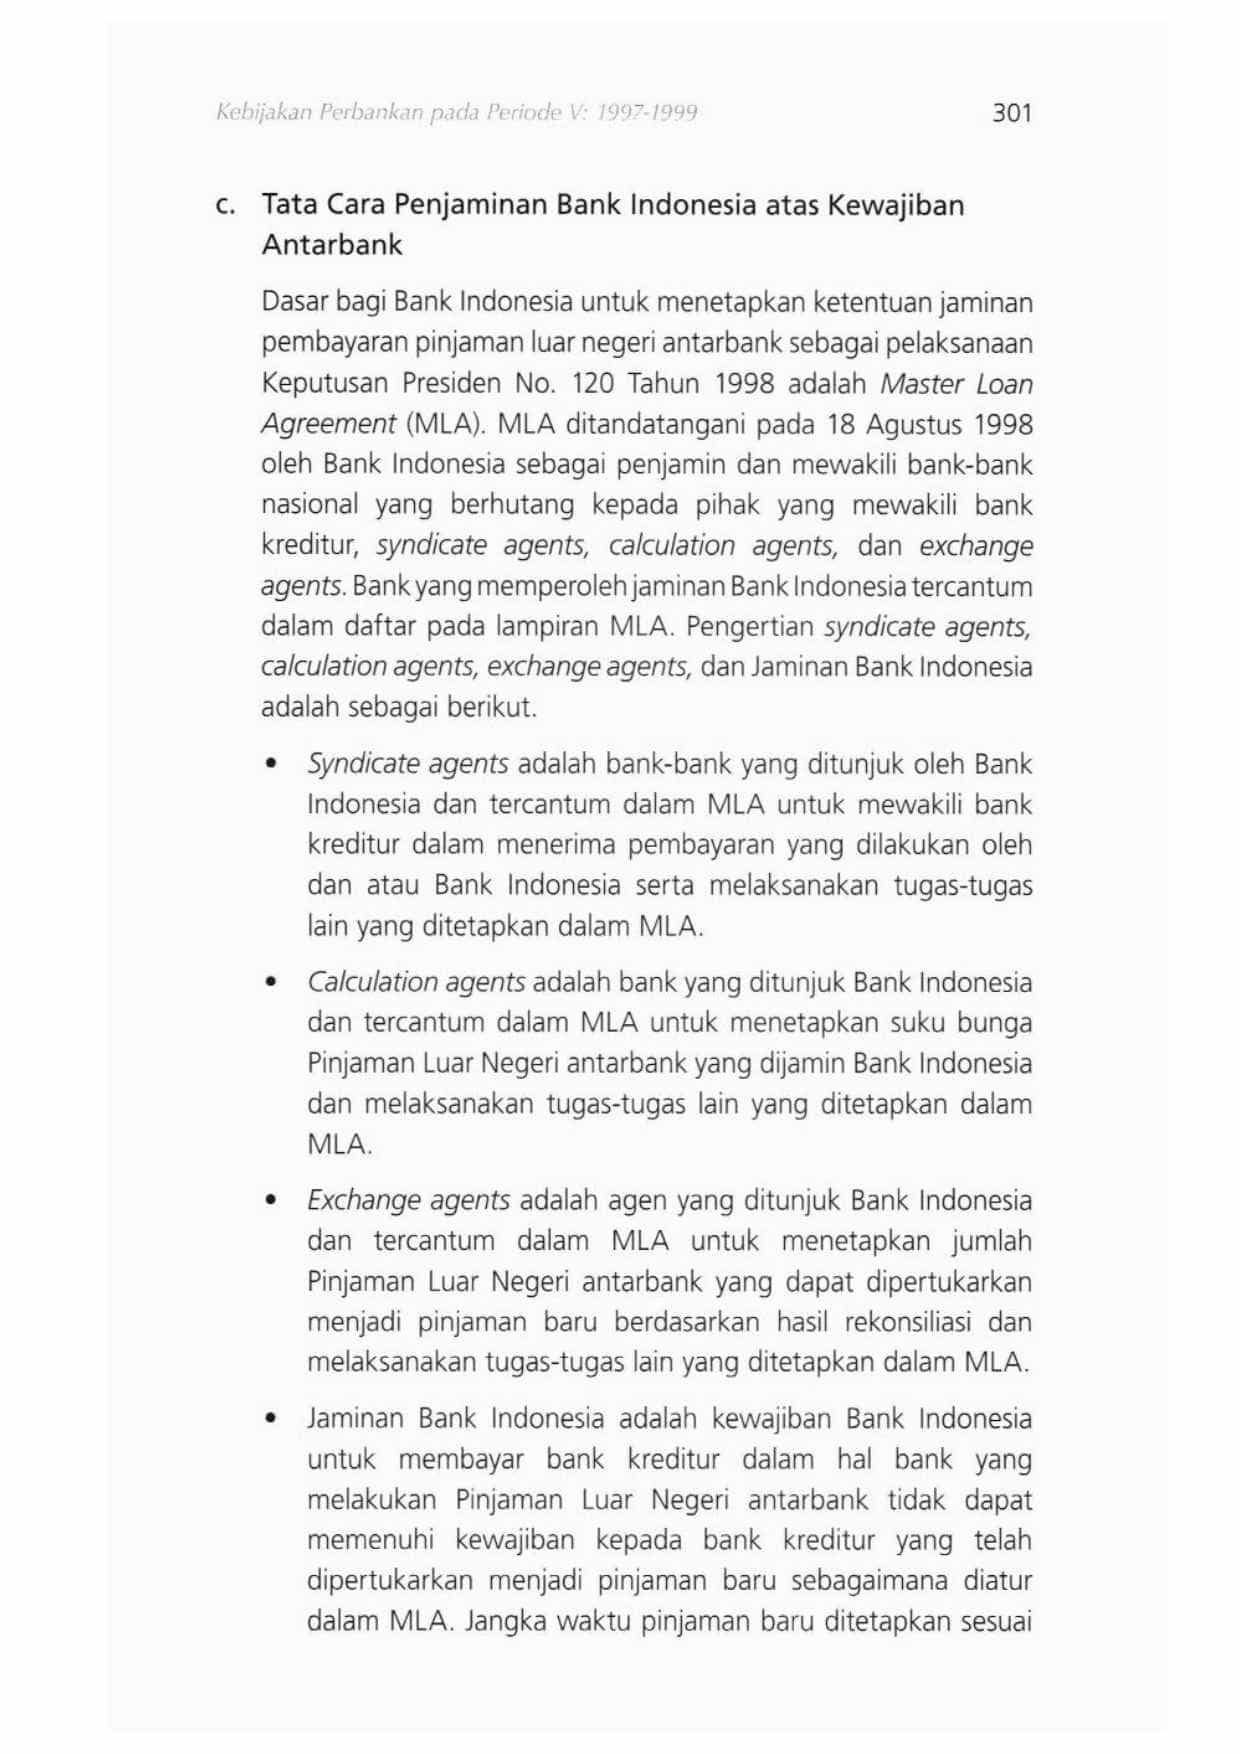 Kebijakan Perbankan pada Periode V: 1997-1999 301
c. Tata Cara Penjaminan Bank Indonesia atas Kewajiban
Antarbank
Dasar bagi Bank Indonesia untuk menetapkan ketentuan jaminan
pembayaran pinjaman luar negeri antarbank sebagai pelaksanaan
Keputusan Presiden No. 120 Tahun 1998 adalah Master Loan
Agreement (MLA). MLA ditandatangani pada 18 Agustus 1998
oleh Bank Indonesia sebagai penjamin dan mewakili bank-bank
nasional yang berhutang kepada pihak yang mewakili bank
kreditur, syndicate agents, calculation agents, dan exchange
agents. Bank yang memperoleh jaminan Bank Indonesia tercantum
dalam daftar pada lampiran MLA. Pengertian syndicate agents,
calculation agents, exchange agents, dan Jaminan Bank Indonesia
adalah sebagai berikut.
• Syndicate agents adalah bank-bank yang ditunjuk oleh Bank
Indonesia dan tercantum dalam MLA untuk mewakili bank
kreditur dalam menerima pembayaran yang dilakukan oleh
dan atau Bank Indonesia serta melaksanakan tugas-tugas
lain yang ditetapkan dalam MLA.
• Calculation agents adalah bank yang ditunjuk Bank Indonesia
dan tercantum dalam MLA untuk menetapkan suku bunga
Pinjaman Luar Negeri antarbank yang dijamin Bank Indonesia
dan melaksanakan tugas-tugas lain yang ditetapkan dalam
MLA.
• Exchange agents adalah agen yang ditunjuk Bank Indonesia
dan tercantum dalam MLA untuk menetapkan jumlah
Pinjaman Luar Negeri antarbank yang dapat dipertukarkan
menjadi pinjaman baru berdasarkan hasil rekonsiliasi dan
melaksanakan tugas-tugas lain yang ditetapkan dalam MLA.
• Jaminan Bank Indonesia adalah kewajiban Bank Indonesia
untuk membayar bank kreditur dalam hal bank yang
melakukan Pinjaman Luar Negeri antarbank tidak dapat
memenuhi kewajiban kepada bank kreditur yang telah
dipertukarkan menjadi pinjaman baru sebagaimana diatur
dalam MLA. Jangka waktu pinjaman baru ditetapkan sesuai